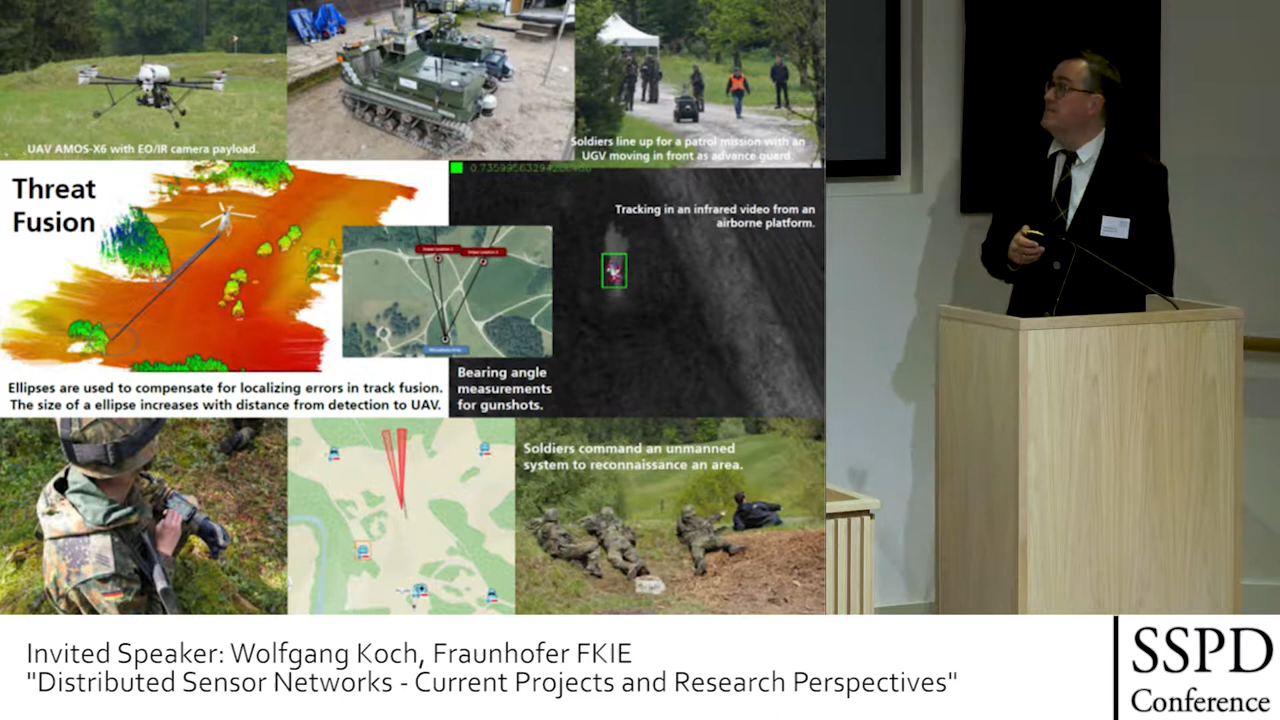 UAV AMOS-X6 with EO/IR camera payload.
Soldiers line up for a patrol mission with an
UGV moving in front as advance guard.
Threat
Fusion
Tracking in an infrared video from an
airborne platform.
Bearing angle
measurements
for gunshots.
Ellipses are used to compensate for localizing errors in track fusion.
The size of a ellipse increases with distance from detection to UAV.
Soldiers command an unmanned
system to reconnaissance an area.
Invited Speaker: Wolfgang Koch, Fraunhofer FKIE
"Distributed Sensor Networks - Current Projects and Research Perspectives"
SSPD
Conference